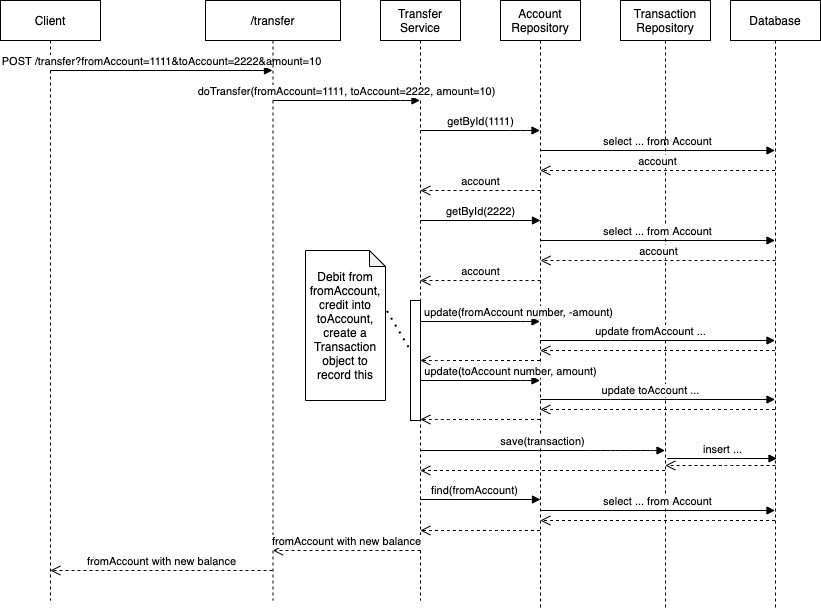 Client
/transfer
Transfer
Service
Account
Repository
Transaction
Repository
Database
POST /transfer?fromAccount=1111&toAccount=2222&amount=10
doTransfer(fromAccount=1111, toAccount=2222, amount=10)
getById(1111)
select ... from Account
account
account
getById(2222)
select ... from Account
account
account
Debit from
fromAccount,
credit into
toAccount,
create a
Transaction
object to
record this
update(fromAccount number, -amount)
update fromAccount ...
update(toAccount number, amount)
update toAccount ...
save(transaction)
insert ...
find(fromAccount)
select ... from Account
fromAccount with new balance
fromAccount with new balance